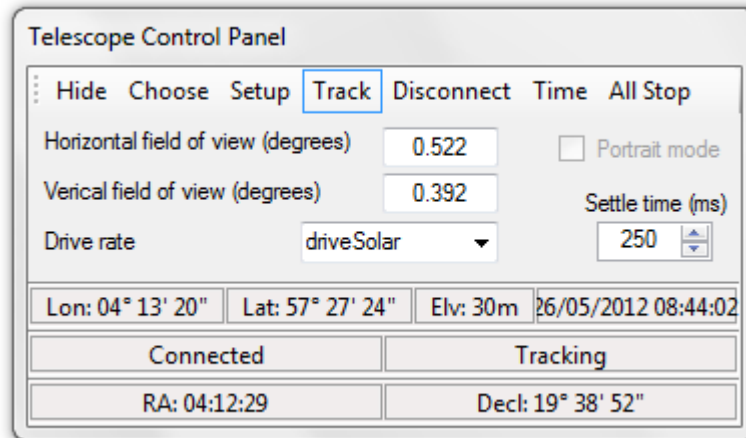 Telescope Control Panel
Hide Choose Setup Track Disconnect Time All Stop
Horizontal field of view (degrees) 0.522 Portrait mode
Verical field of view (degrees) 0.392 Settle time (ms)
Drive rate driveSolar 250
Lon: 04° 13' 20" Lat: 57° 27' 24" Elv: 30m 26/05/2012 08:44:02
Connected Tracking
RA: 04:12:29 Decl: 19° 38' 52"